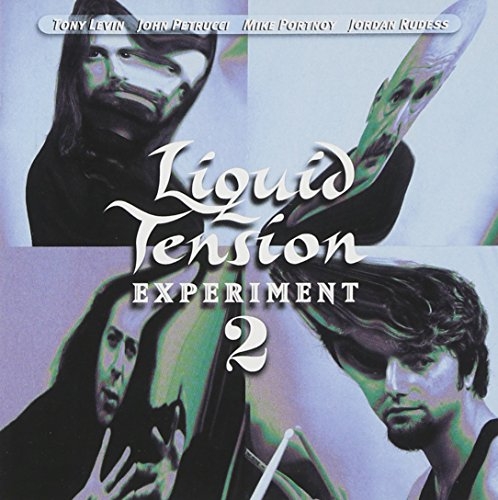 TONY LEVIN JOHN PETRUCCI MIKE PORTNOY JORDAN RUDESS
Liquid
Tension
EXPERIMENT
2